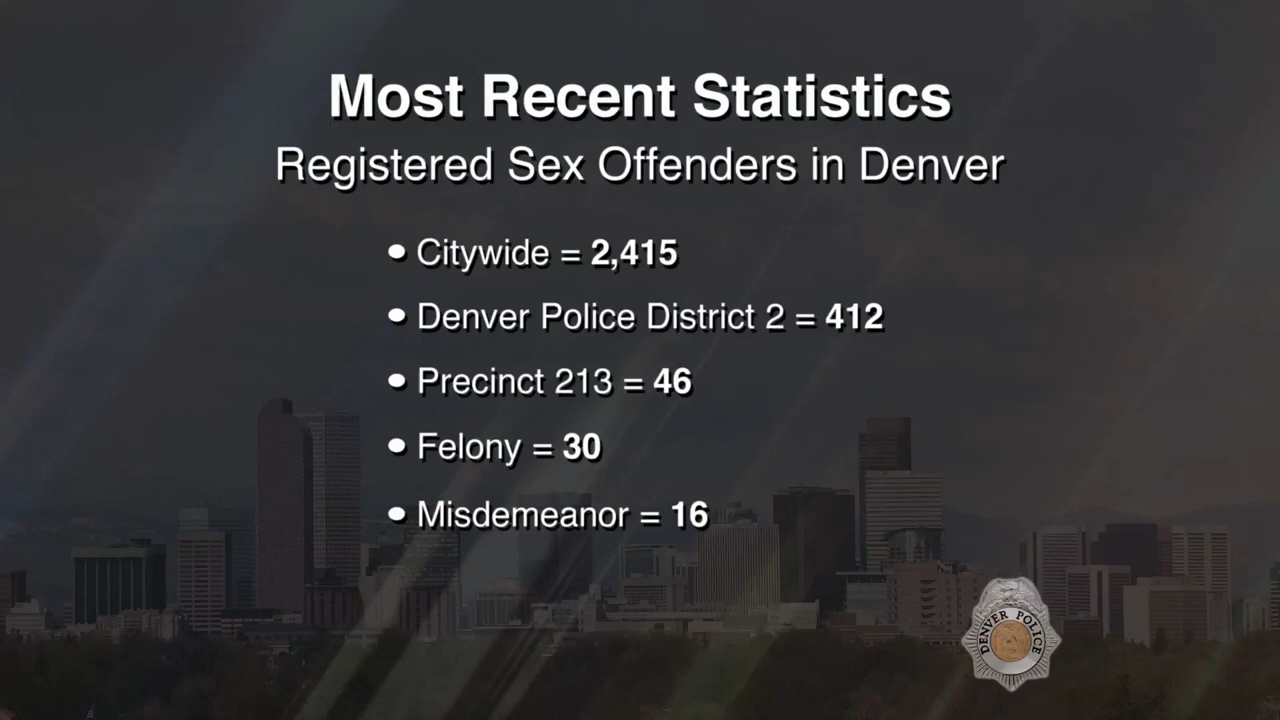 Most Recent Statistics
Registered Sex Offenders in Denver
• Citywide = 2,415
• Denver Police District 2 = 412
• Precinct 213 = 46
• Felony = 30
• Misdemeanor = 16
DENVER POLICE